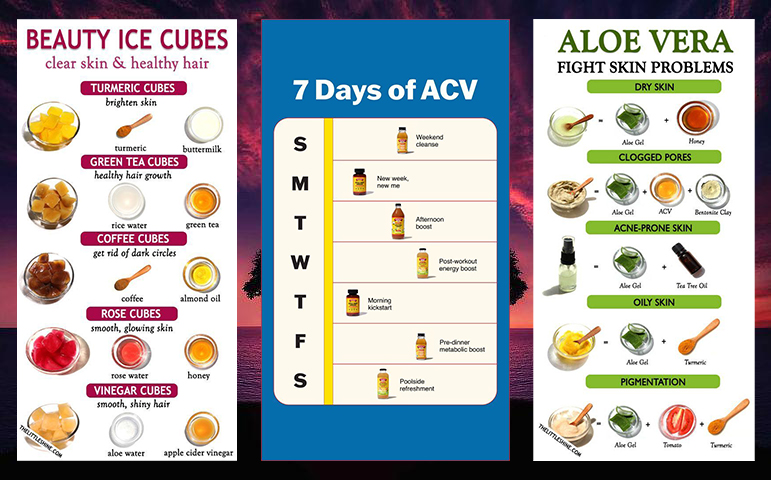 BEAUTY ICE CUBES
clear skin & healthy hair
TURMERIC CUBES
brighten skin
turmeric
buttermilk
GREEN TEA CUBES
healthy hair growth
rice water
green tea
COFFEE CUBES
get rid of dark circles
coffee
almond oil
ROSE CUBES
smooth, glowing skin
rose water
honey
VINEGAR CUBES
smooth, shiny hair
aloe water
apple cider vinegar
THELITTLESHINE.COM
7 Days of ACV
S
Weekend
cleanse
M
New week,
new me
T
Afternoon
boost
W
Post-workout
energy boost
T
Morning
kickstart
F
Pre-dinner
metabolic boost
S
Poolside
refreshment
ALOE VERA
FIGHT SKIN PROBLEMS
DRY SKIN
= Aloe Gel + Honey
CLOGGED PORES
= Aloe Gel + ACV + Bentonite Clay
ACNE-PRONE SKIN
= Aloe Gel + Tea Tree Oil
OILY SKIN
= Aloe Gel + Turmeric
PIGMENTATION
= Aloe Gel + Tomato + Turmeric
THELITTLESHINE.COM